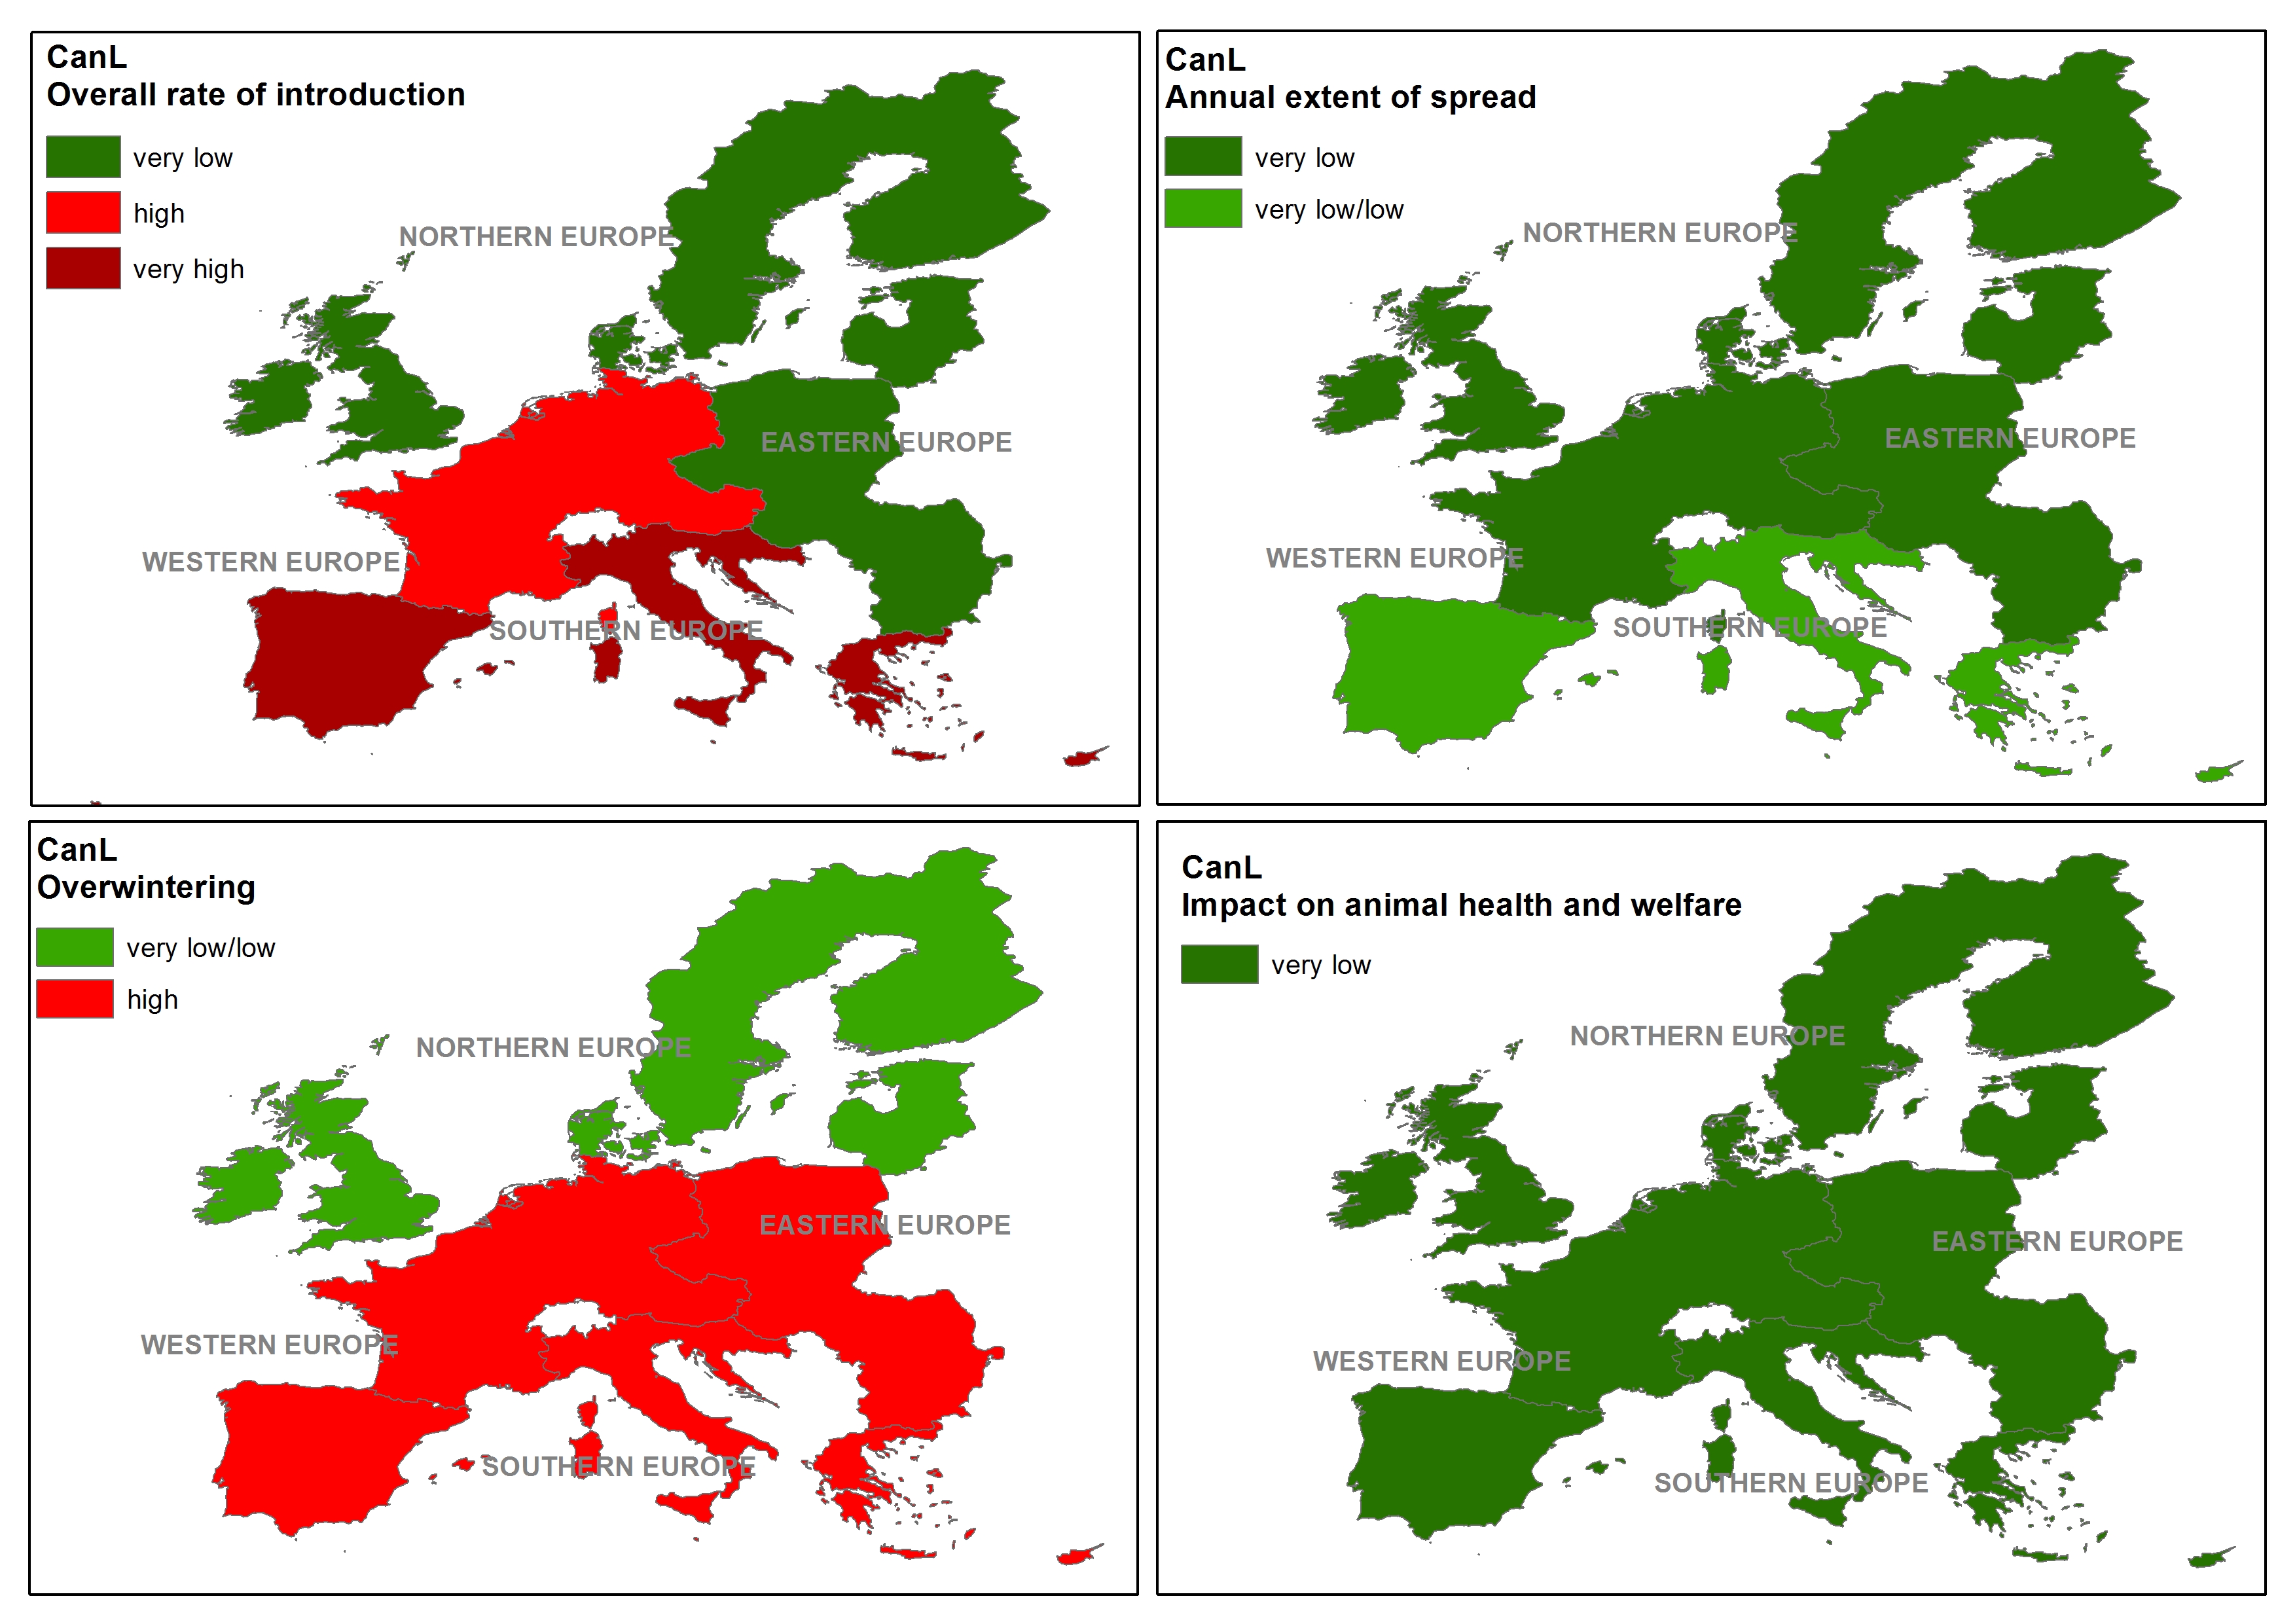 CanL
Overall rate of introduction
very low
high
very high
NORTHERN EUROPE
EASTERN EUROPE
WESTERN EUROPE
SOUTHERN EUROPE
CanL
Annual extent of spread
very low
very low/low
NORTHERN EUROPE
EASTERN EUROPE
WESTERN EUROPE
SOUTHERN EUROPE
CanL
Overwintering
very low/low
high
NORTHERN EUROPE
EASTERN EUROPE
WESTERN EUROPE
SOUTHERN EUROPE
CanL
Impact on animal health and welfare
very low
NORTHERN EUROPE
EASTERN EUROPE
WESTERN EUROPE
SOUTHERN EUROPE